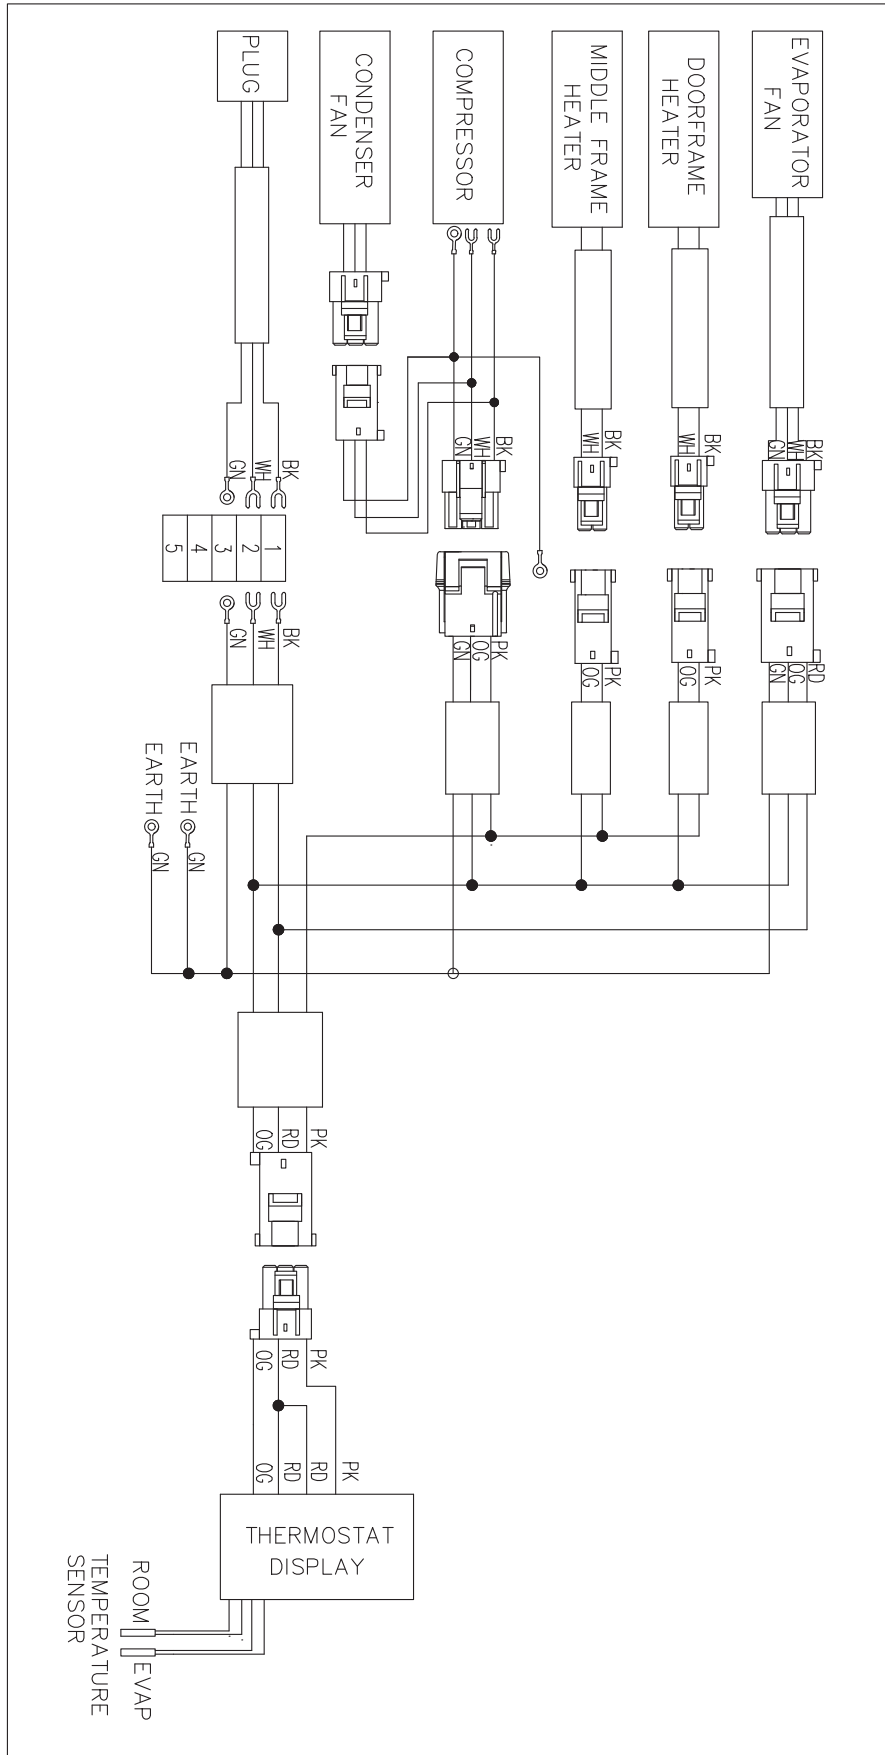 PLUG
CONDENSER
FAN
COMPRESSOR
MIDDLE FRAME
HEATER
DOORFRAME
HEATER
EVAPORATOR
FAN
GN
WH
BK
GN
WH
BK
WH
BK
WH
BK
GN
WH
BK
5
4
3
2
1
GN
WH
BK
GN
OG
PK
OG
PK
OG
PK
GN
OG
RD
EARTH
EARTH
GN
GN
OG
RD
PK
OG
RD
PK
OG
RD
RD
PK
THERMOSTAT
DISPLAY
ROOM
EVAP
TEMPERATURE
SENSOR